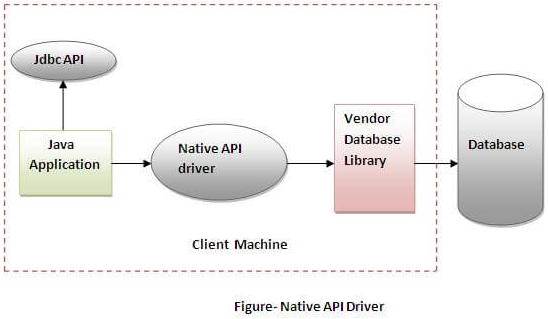 Jdbc API
Java
Application
Native API
driver
Vendor
Database
Library
Database
Client Machine
Figure- Native API Driver